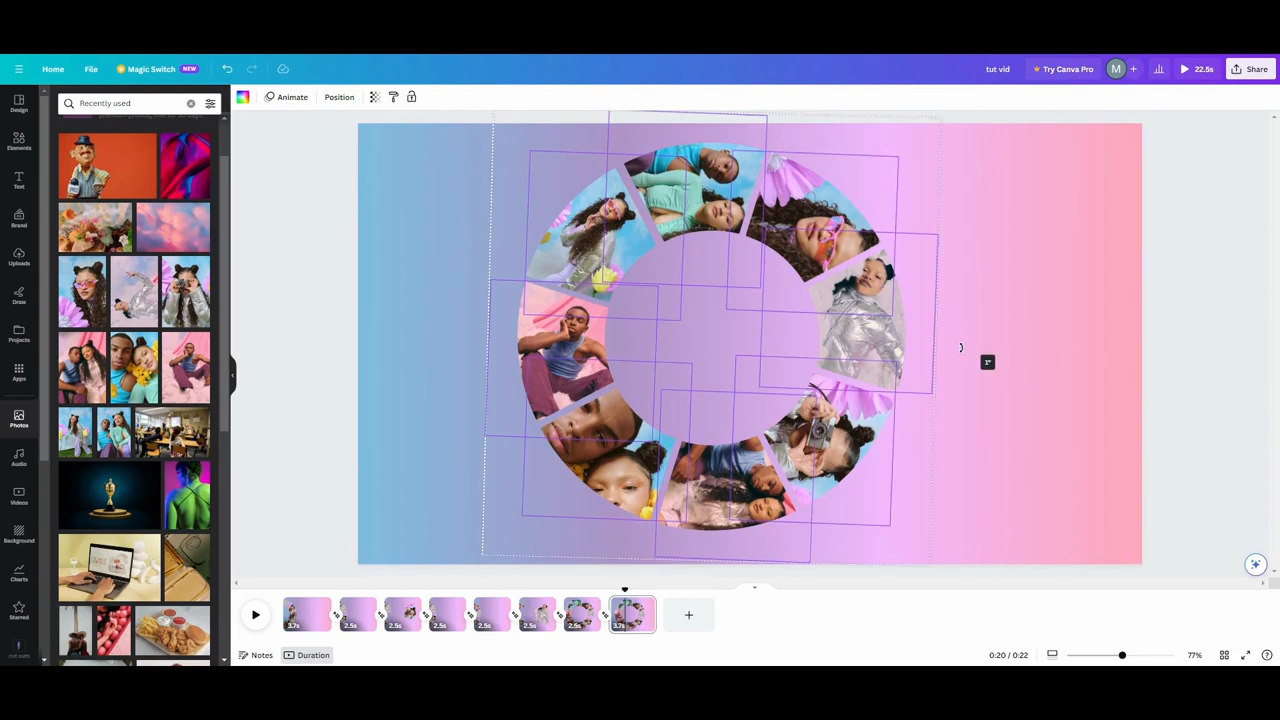 Home File Magic Switch NEW tut vid Try Canva Pro M 22.5s Share
Design
Elements
Text
Brand
Uploads
Draw
Projects
Apps
Photos
Audio
Videos
Background
Charts
Starred
Recently used
Animate Position
1°
3.7s 2.5s 2.5s 2.5s 2.5s 2.5s 2.5s 3.7s
Notes Duration 0:20 / 0:22 77%